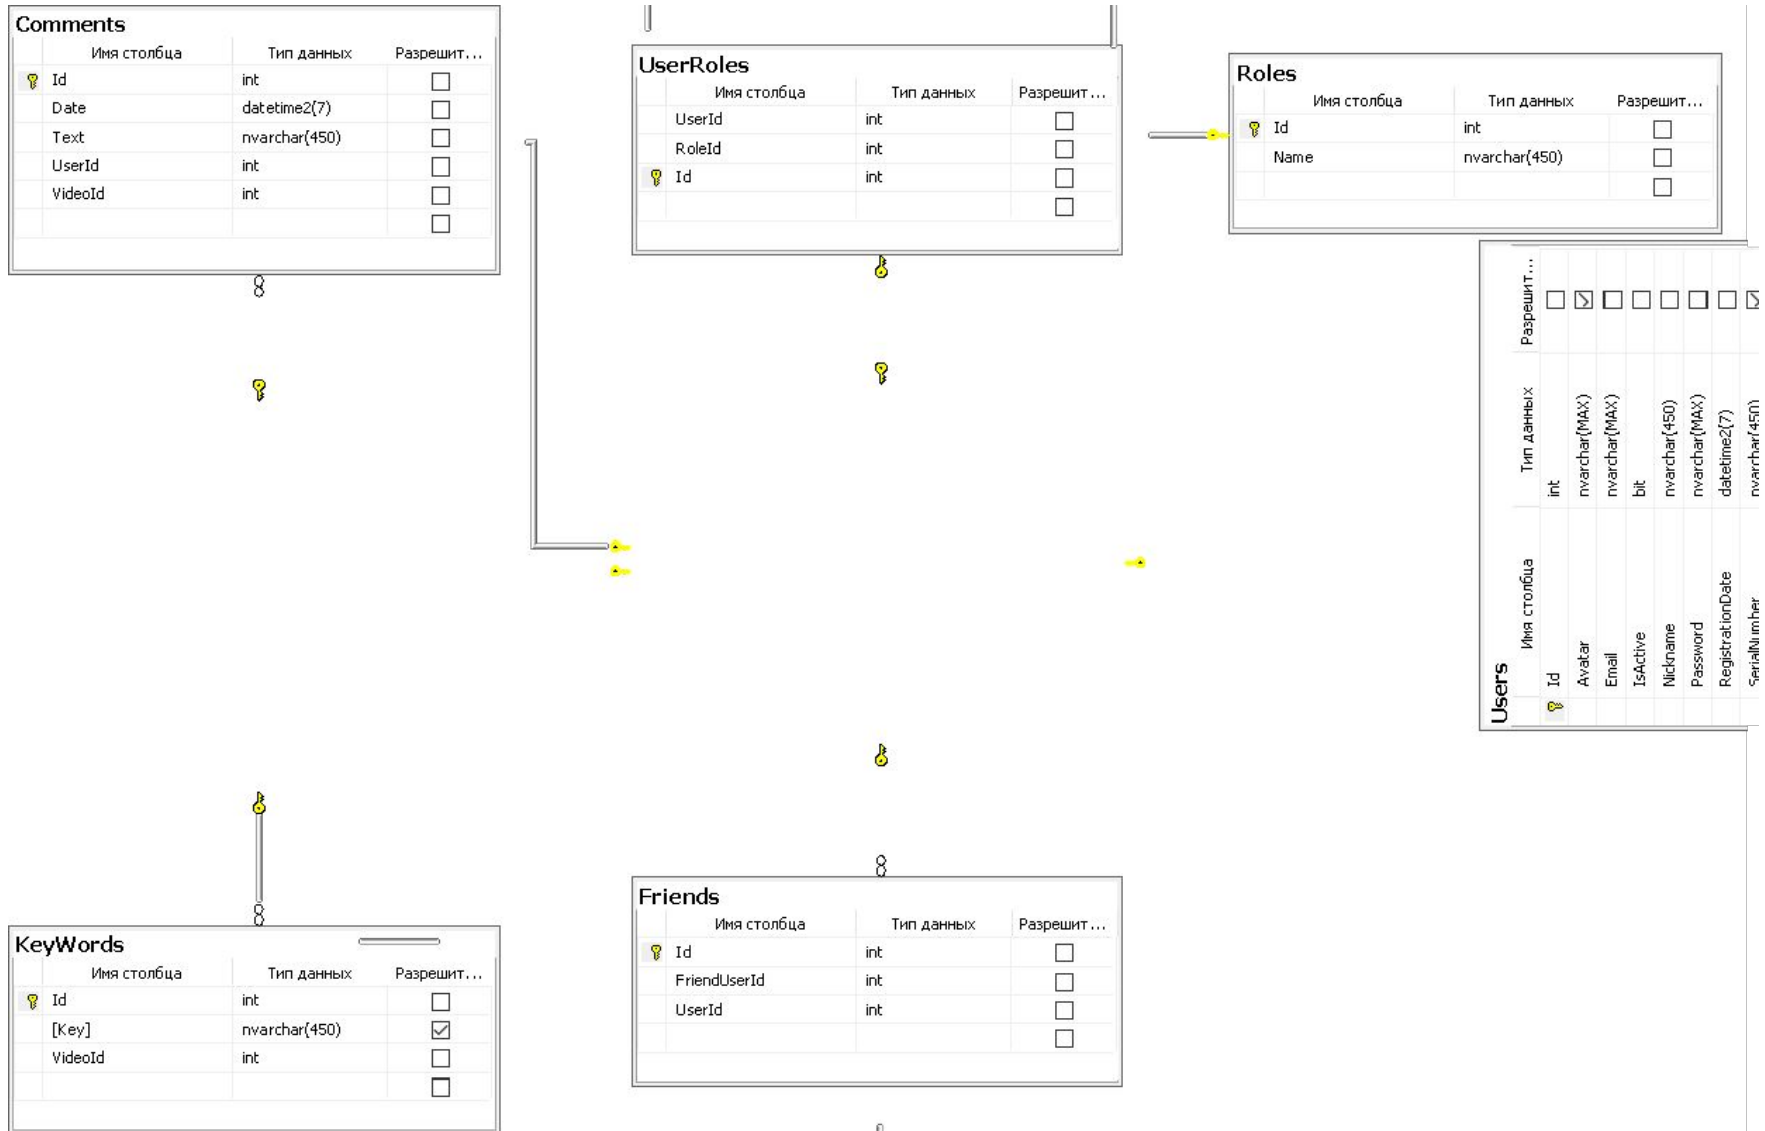 Comments
Имя столбца Тип данных Разрешит...
Id int
Date datetime2(7)
Text nvarchar(450)
UserId int
VideoId int
UserRoles
Имя столбца Тип данных Разрешит...
UserId int
RoleId int
Id int
Roles
Имя столбца Тип данных Разрешит...
Id int
Name nvarchar(450)
Users
Имя столбца Тип данных Разрешит...
Id int
Avatar nvarchar(MAX)
Email nvarchar(MAX)
IsActive bit
Nickname nvarchar(450)
Password nvarchar(MAX)
RegistrationDate datetime2(7)
SerialNumber nvarchar(450)
KeyWords
Имя столбца Тип данных Разрешит...
Id int
[Key] nvarchar(450)
VideoId int
Friends
Имя столбца Тип данных Разрешит...
Id int
FriendUserId int
UserId int